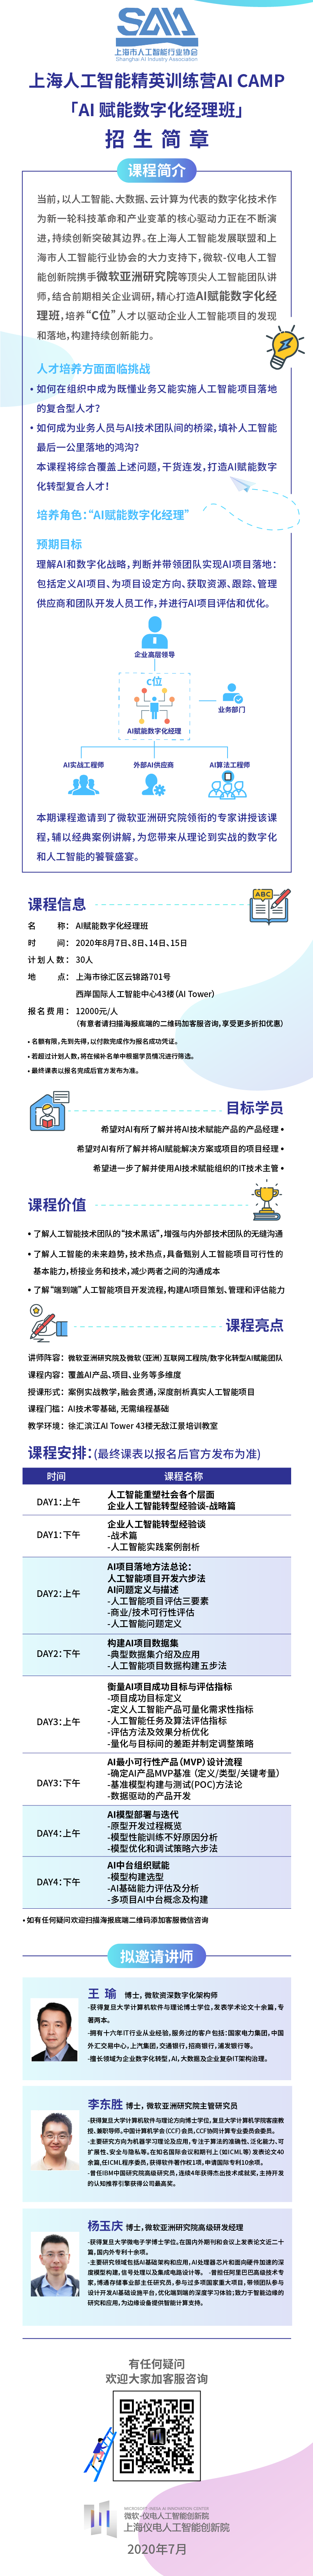 SAIA
上海市人工智能行业协会
Shanghai AI Industry Association
上海人工智能精英训练营AI CAMP
「AI 赋能数字化经理班」
招生简章
课程简介
当前,以人工智能、大数据、云计算为代表的数字化技术作
为新一轮科技革命和产业变革的核心驱动力正在不断演
进,持续创新突破其边界。在上海人工智能发展联盟和上
海市人工智能行业协会的大力支持下,微软-仪电人工智
能创新院携手微软亚洲研究院等顶尖人工智能团队讲
师,结合前期相关企业调研,精心打造AI赋能数字化经
理班,培养“C位”人才以驱动企业人工智能项目的发现
和落地,构建持续创新能力。
人才培养方面面临挑战
• 如何在组织中成为既懂业务又能实施人工智能项目落地
的复合型人才?
• 如何成为业务人员与AI技术团队间的桥梁,填补人工智能
最后一公里落地的鸿沟?
本课程将综合覆盖上述问题,干货连发,打造AI赋能数字
化转型复合人才!
培养角色:“AI赋能数字化经理”
预期目标
理解AI和数字化战略,判断并带领团队实现AI项目落地:
包括定义AI项目、为项目设定方向、获取资源、跟踪、管理
供应商和团队开发人员工作,并进行AI项目评估和优化。
企业高层领导
c位
AI赋能数字化经理
业务部门
AI实战工程师
外部AI供应商
AI算法工程师
本期课程邀请到了微软亚洲研究院领衔的专家讲授该课
程,辅以经典案例讲解,为您带来从理论到实战的数字化
和人工智能的饕餮盛宴。
课程信息
ABC
名 称: AI赋能数字化经理班
时 间: 2020年8月7日、8日、14日、15日
计划人数: 30人
地 点: 上海市徐汇区云锦路701号
西岸国际人工智能中心43楼(AI Tower)
报名费用: 12000元/人
(有意者请扫描海报底端的二维码加客服咨询,享受更多折扣优惠)
• 名额有限,先到先得,以付款完成作为报名成功凭证。
• 若超过计划人数,将在候补名单中根据学员情况进行筛选。
• 最终课表以报名完成后官方发布为准。
目标学员
希望对AI有所了解并将AI技术赋能产品的产品经理 •
希望对AI有所了解并将AI赋能解决方案或项目的项目经理 •
希望进一步了解并使用AI技术赋能组织的IT技术主管 •
课程价值
• 了解人工智能技术团队的“技术黑话”,增强与内外部技术团队的无缝沟通
• 了解人工智能的未来趋势,技术热点,具备甄别人工智能项目可行性的
基本能力,桥接业务和技术,减少两者之间的沟通成本
• 了解“端到端”人工智能项目开发流程,构建AI项目策划、管理和评估能力
课程亮点
讲师阵容: 微软亚洲研究院及微软(亚洲)互联网工程院/数字化转型AI赋能团队
课程内容: 覆盖AI产品、项目、业务等多维度
授课形式: 案例实战教学,融会贯通,深度剖析真实人工智能项目
课程门槛: AI技术零基础,无需编程基础
教学环境: 徐汇滨江AI Tower 43楼无敌江景培训教室
课程安排:(最终课表以报名后官方发布为准)
时间 课程名称
DAY1:上午
人工智能重塑社会各个层面
企业人工智能转型经验谈-战略篇
DAY1:下午
企业人工智能转型经验谈
-战术篇
-人工智能实践案例剖析
DAY2:上午
AI项目落地方法总论:
人工智能项目开发六步法
AI问题定义与描述
-人工智能项目评估三要素
-商业/技术可行性评估
-人工智能问题定义
DAY2:下午
构建AI项目数据集
-典型数据集介绍及应用
-人工智能项目数据构建五步法
DAY3:上午
衡量AI项目成功目标与评估指标
-项目成功目标定义
-定义人工智能产品可量化需求性指标
-人工智能任务及算法评估指标
-评估方法及效果分析优化
-量化与目标间的差距并制定调整策略
DAY3:下午
AI最小可行性产品(MVP)设计流程
-确定AI产品MVP基准(定义/类型/关键考量)
-基准模型构建与测试(POC)方法论
-数据驱动的产品开发
DAY4:上午
AI模型部署与迭代
-原型开发过程概览
-模型性能训练不好原因分析
-模型优化和调试策略六步法
DAY4:下午
AI中台组织赋能
-模型构建选型
-AI基础能力评估及分析
-多项目AI中台概念及构建
• 如有任何疑问欢迎扫描海报底端二维码添加客服微信咨询
拟邀请讲师
王 瑜 博士,微软资深数字化架构师
-获得复旦大学计算机软件与理论博士学位,发表学术论文十余篇,专
著两本。
-拥有十六年IT行业从业经验,服务过的客户包括:国家电力集团,中国
外汇交易中心,上汽集团,交通银行,招商银行,浦发银行等。
-擅长领域为企业数字化转型,AI,大数据及企业复杂IT架构治理。
李东胜 博士,微软亚洲研究院主管研究员
-获得复旦大学计算机软件与理论方向博士学位,复旦大学计算机学院客座教
授、兼职导师。中国计算机学会(CCF)会员,CCF协同计算专业委员会委员。
-主要研究方向为机器学习理论及应用,专注于算法的准确性、泛化能力、可
扩展性、安全与隐私等。在知名国际会议和期刊上(如ICML等)发表论文40
余篇,任ICML程序委员,获得软件著作权1项,申请国际专利10余项。
-曾任IBM中国研究院高级研究员,连续4年获得杰出技术成就奖,主持开发
的认知推荐引擎获得公司最高奖。
杨玉庆 博士,微软亚洲研究院高级研发经理
-获得复旦大学微电子学博士学位。在国内外期刊和会议上发表论文近二十
篇,国内外专利十余项。
-主要研究领域包括AI基础架构和应用,AI处理器芯片和面向硬件加速的深
度模型构建,信号处理以及集成电路设计等。 -曾担任阿里巴巴高级技术专
家,博通存储事业部主任研究员,参与过多项国家重大项目,带领团队参与
设计开发AI基础设施平台,优化端到端的深度学习体验;致力于智能边缘的
研究和应用,为边缘设备提供智能计算支持。
有任何疑问
欢迎大家加客服咨询
MICROSOFT-INESA AI INNOVATION CENTER
微软-仪电人工智能创新院
上海仪电人工智能创新院
2020年7月